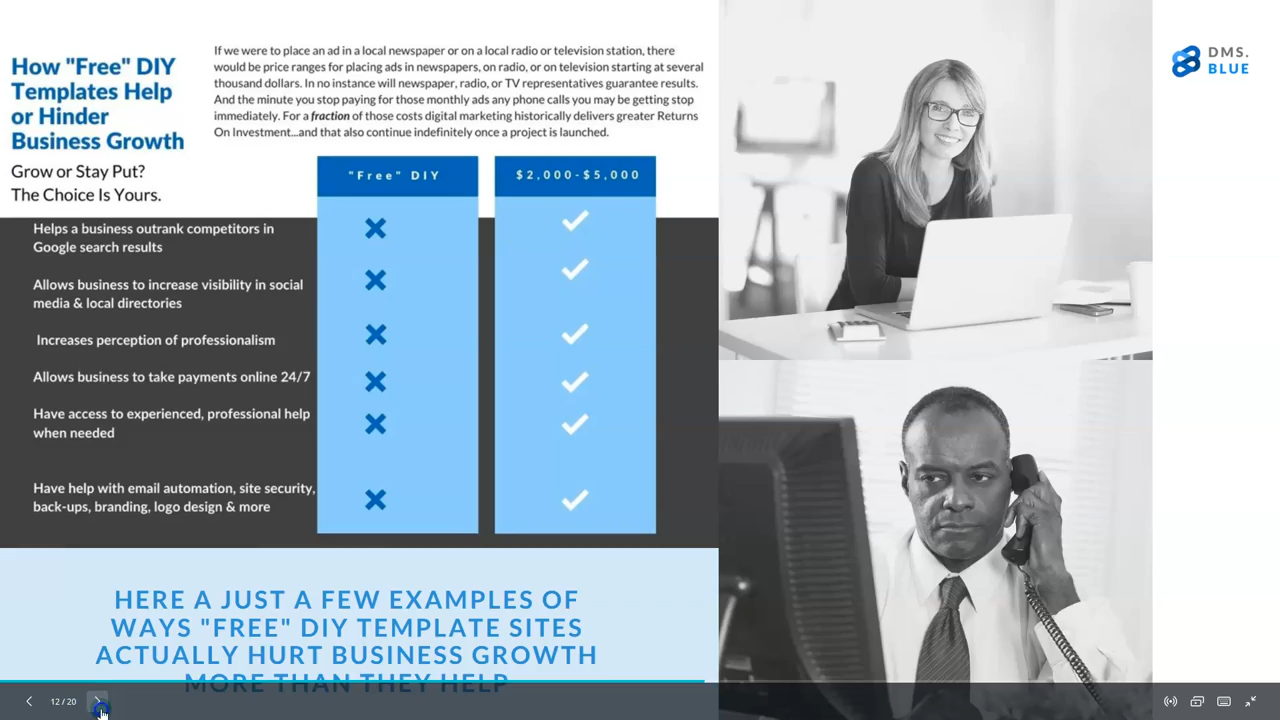 How "Free" DIY
Templates Help
or Hinder
Business Growth
Grow or Stay Put?
The Choice Is Yours.
If we were to place an ad in a local newspaper or on a local radio or television station, there
would be price ranges for placing ads in newspapers, on radio, or on television starting at several
thousand dollars. In no instance will newspaper, radio, or TV representatives guarantee results.
And the minute you stop paying for those monthly ads any phone calls you may be getting stop
immediately. For a fraction of those costs digital marketing historically delivers greater Returns
On Investment...and that also continue indefinitely once a project is launched.
"Free" DIY
$2,000-$5,000
Helps a business outrank competitors in
Google search results
Allows business to increase visibility in social
media & local directories
Increases perception of professionalism
Allows business to take payments online 24/7
Have access to experienced, professional help
when needed
Have help with email automation, site security,
back-ups, branding, logo design & more
HERE A JUST A FEW EXAMPLES OF
WAYS "FREE" DIY TEMPLATE SITES
ACTUALLY HURT BUSINESS GROWTH
MORE THAN THEY HELP
DMS.
BLUE
12 / 20